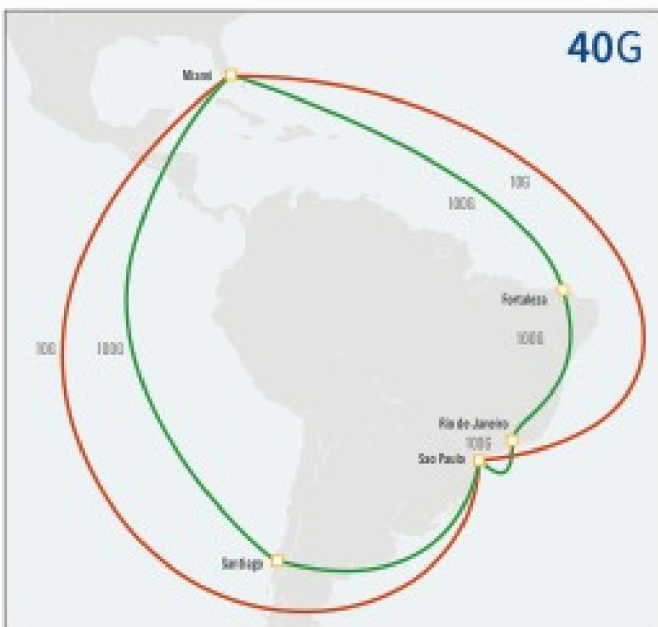 40G
Miami
10G
100G
Fortaleza
100G
10G
100G
Rio de Janeiro
100G
Sao Paulo
Santiago